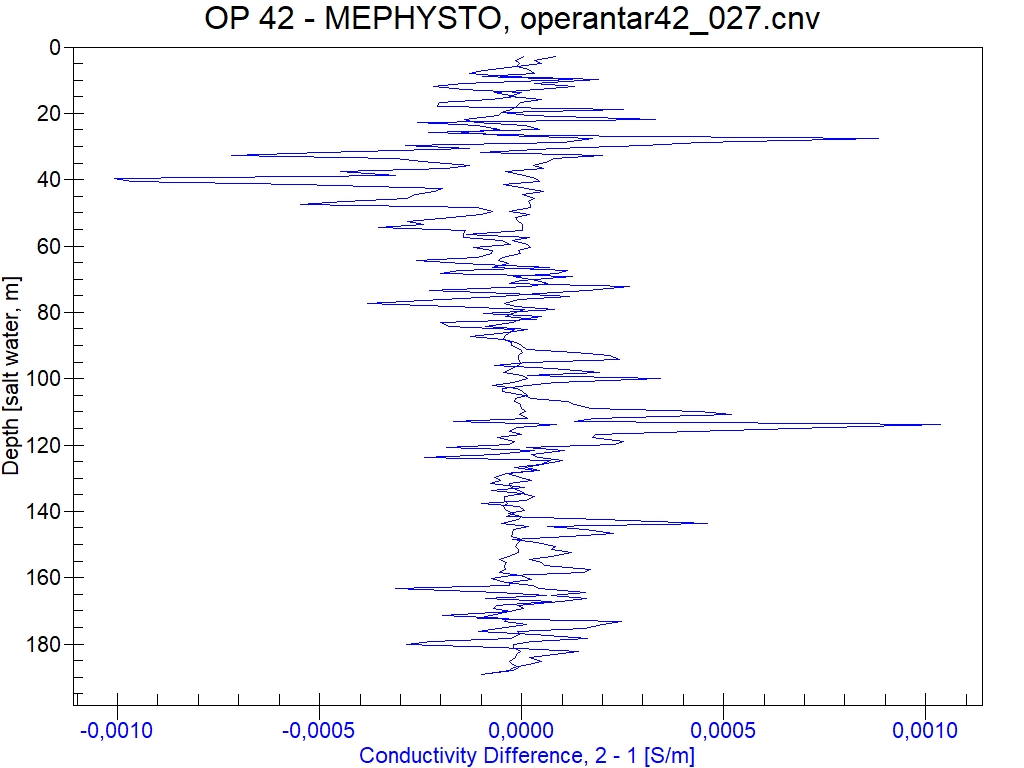 OP 42 - MEPHYSTO, operantar42_027.cnv
0
20
40
60
80
100
120
140
160
180
Depth [salt water, m]
-0,0010 -0,0005 0,0000 0,0005 0,0010
Conductivity Difference, 2 - 1 [S/m]